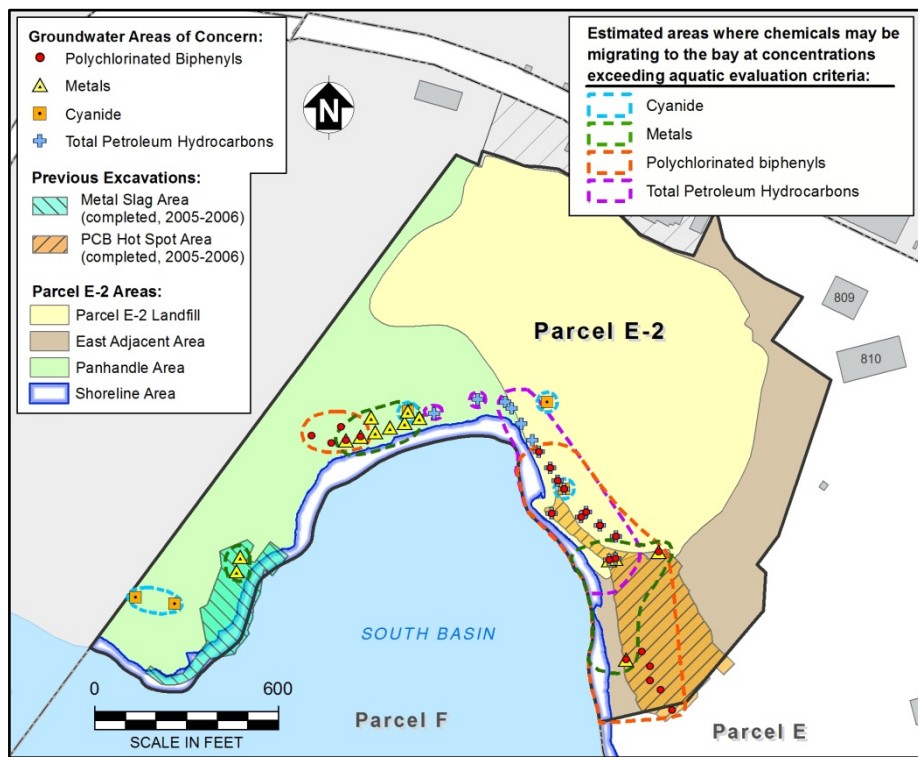 Groundwater Areas of Concern:
Polychlorinated Biphenyls
Metals
Cyanide
Total Petroleum Hydrocarbons
Previous Excavations:
Metal Slag Area
(completed, 2005-2006)
PCB Hot Spot Area
(completed, 2005-2006)
Parcel E-2 Areas:
Parcel E-2 Landfill
East Adjacent Area
Panhandle Area
Shoreline Area
N
Estimated areas where chemicals may be
migrating to the bay at concentrations
exceeding aquatic evaluation criteria:
Cyanide
Metals
Polychlorinated biphenyls
Total Petroleum Hydrocarbons
809
810
Parcel E-2
SOUTH BASIN
0
600
SCALE IN FEET
Parcel F
Parcel E